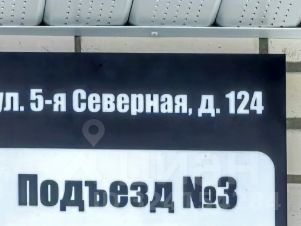 ул. 5-я Северная, д. 124
Подъезд №3